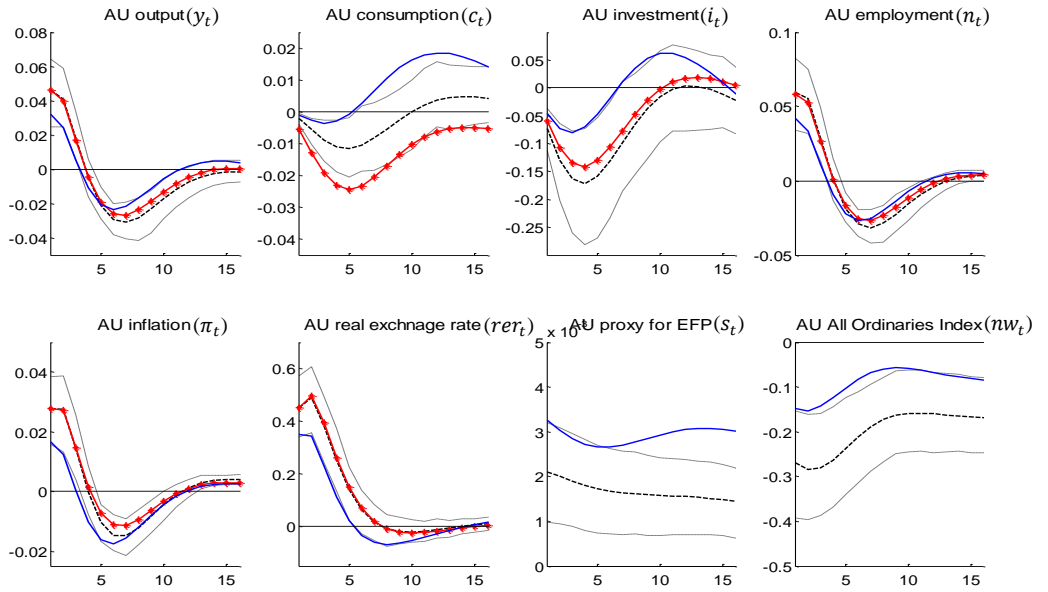 AU output(yₜ)
0.08
0.06
0.04
0.02
0
-0.02
-0.04
5 10 15
AU consumption(cₜ)
0.02
0.01
0
-0.01
-0.02
-0.03
-0.04
5 10 15
AU investment(iₜ)
0.05
0
-0.05
-0.1
-0.15
-0.2
-0.25
5 10 15
AU employment(nₜ)
0.1
0.05
0
-0.05
5 10 15
AU inflation(πₜ)
0.04
0.02
0
-0.02
5 10 15
AU real exchnage rate(rerₜ)
0.6
0.4
0.2
0
5 10 15
AU proxy for EFP(sₜ)
× 10
5
4
3
2
1
0
5 10 15
AU All Ordinaries Index(nwₜ)
0
-0.1
-0.2
-0.3
-0.4
-0.5
5 10 15